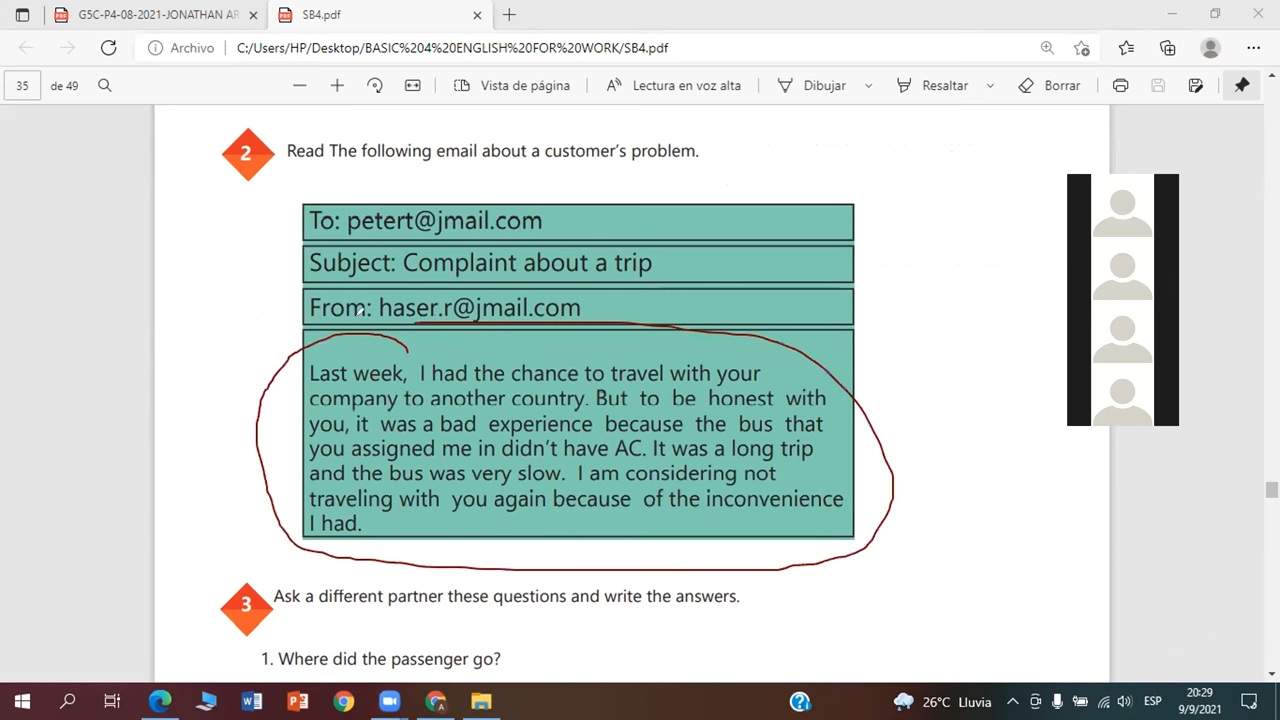 G5C-P4-08-2021-JONATHAN AR
SB4.pdf
Archivo
C:/Users/HP/Desktop/BASIC%204%20ENGLISH%20FOR%20WORK/SB4.pdf
35
de 49
Vista de página
Lectura en voz alta
Dibujar
Resaltar
Borrar
2
Read The following email about a customer's problem.
To: petert@jmail.com
Subject: Complaint about a trip
From: haser.r@jmail.com
Last week, I had the chance to travel with your
company to another country. But to be honest with
you, it was a bad experience because the bus that
you assigned me in didn't have AC. It was a long trip
and the bus was very slow. I am considering not
traveling with you again because of the inconvenience
I had.
3
Ask a different partner these questions and write the answers.
1. Where did the passenger go?
26°C Lluvia
ESP
20:29
9/9/2021